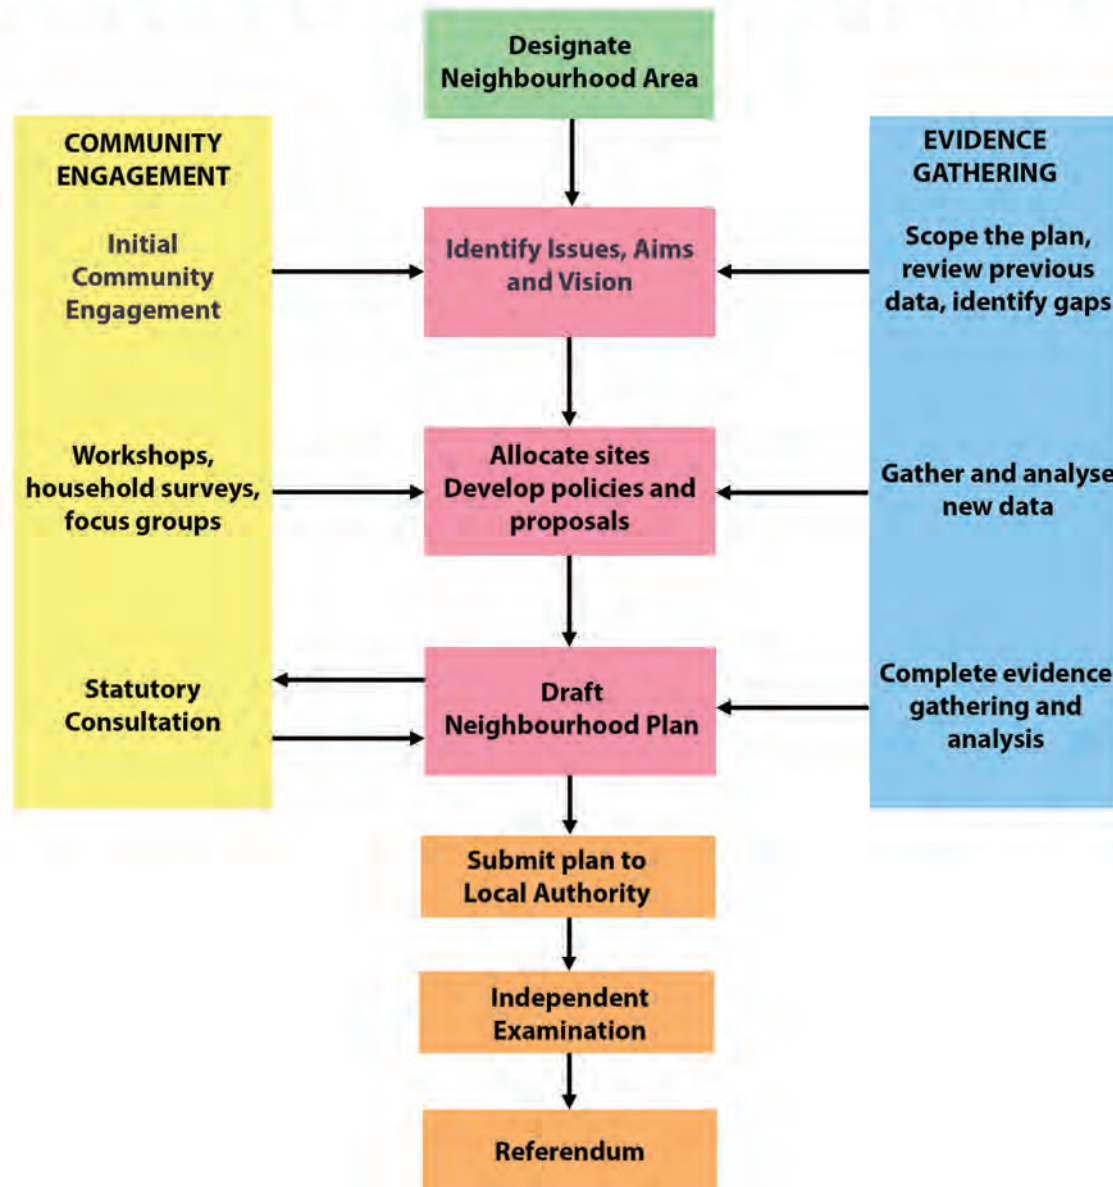 Designate
Neighbourhood Area
COMMUNITY
ENGAGEMENT
Initial
Community
Engagement
Workshops,
household surveys,
focus groups
Statutory
Consultation
Identify Issues, Aims
and Vision
Allocate sites
Develop policies and
proposals
Draft
Neighbourhood Plan
EVIDENCE
GATHERING
Scope the plan,
review previous
data, identify gaps
Gather and analyse
new data
Complete evidence
gathering and
analysis
Submit plan to
Local Authority
Independent
Examination
Referendum